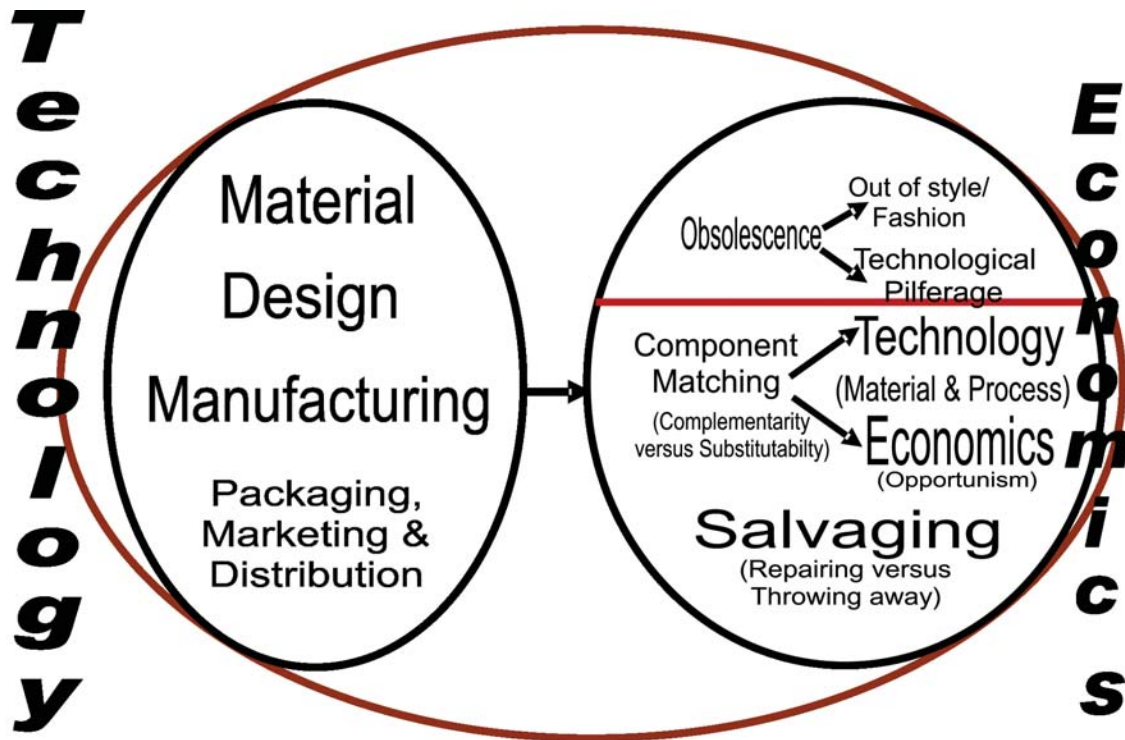 Technology
Material
Design
Manufacturing
Packaging,
Marketing &
Distribution
Out of style/
Fashion
Obsolescence
Technological
Pilferage
Component
Matching
(Complementarity
versus Substitutabilty)
Technology
(Material & Process)
Economics
(Opportunism)
Salvaging
(Repairing versus
Throwing away)
Economics